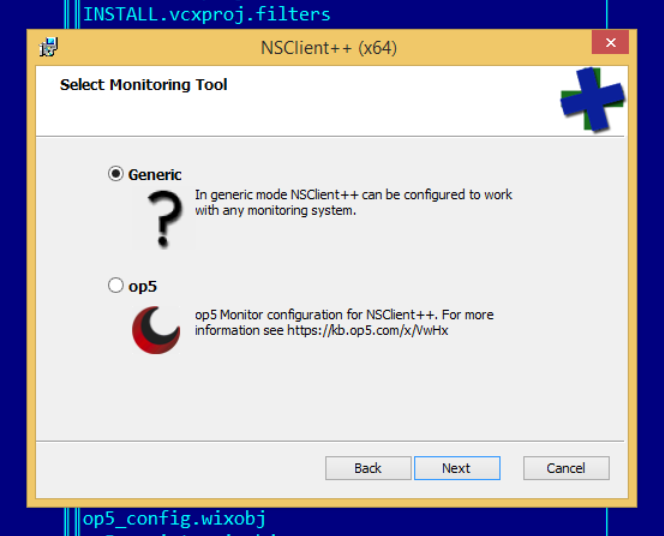 INSTALL.vcxproj.filters
NSClient++ (x64)
Select Monitoring Tool
Generic
In generic mode NSClient++ can be configured to work
with any monitoring system.
op5
op5 Monitor configuration for NSClient++. For more
information see https://kb.op5.com/x/VwHx
Back Next Cancel
op5_config.wixobj